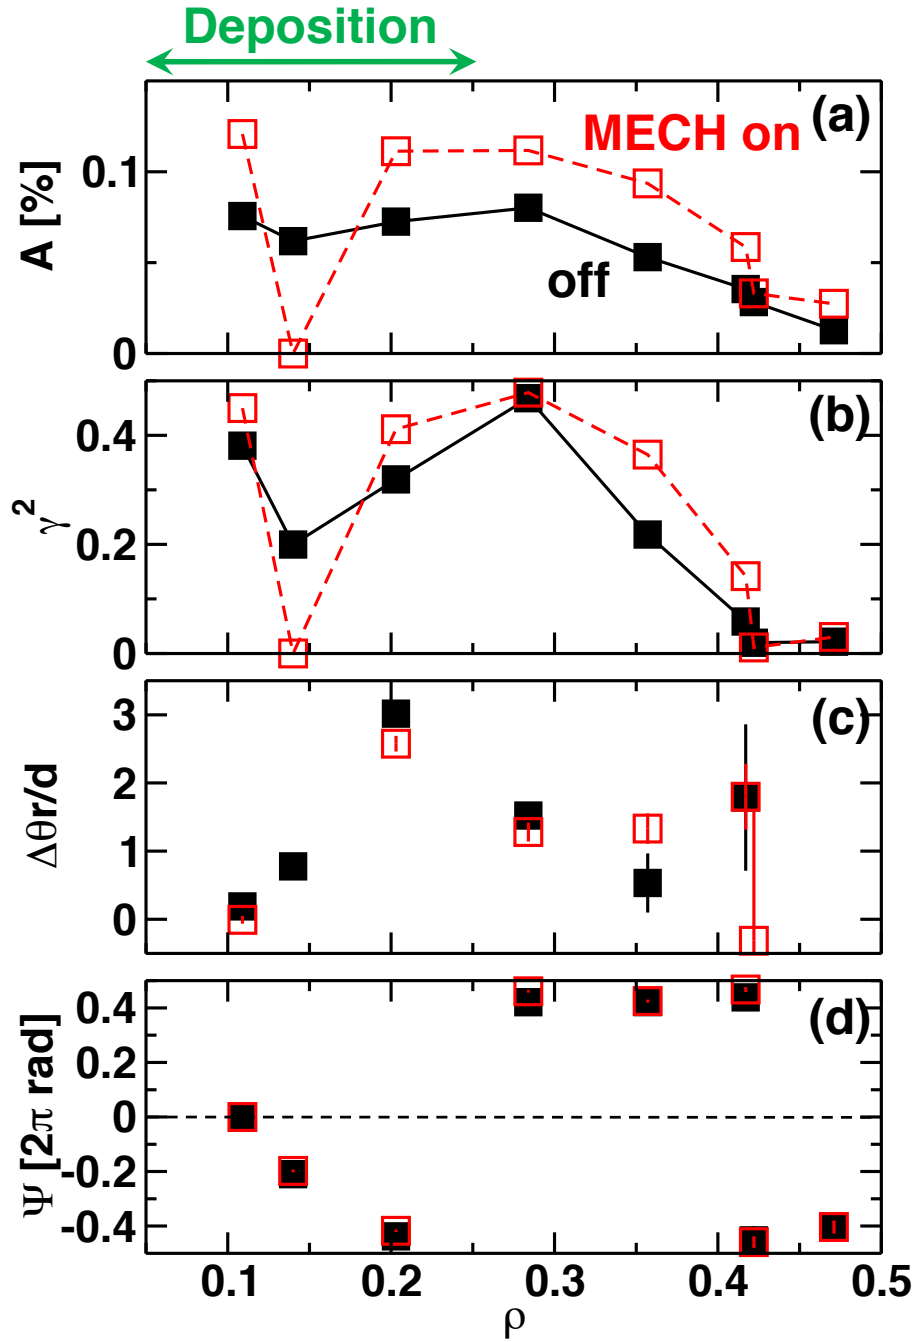 Deposition
(a)
MECH on
0.1
A [%]
off
0
(b)
0.4
γ²
0.2
0
(c)
3
2
Δθr/d
1
0
(d)
0.4
0.2
Ψ [2π rad]
0
-0.2
-0.4
0.1 0.2 0.3 0.4 0.5
ρ